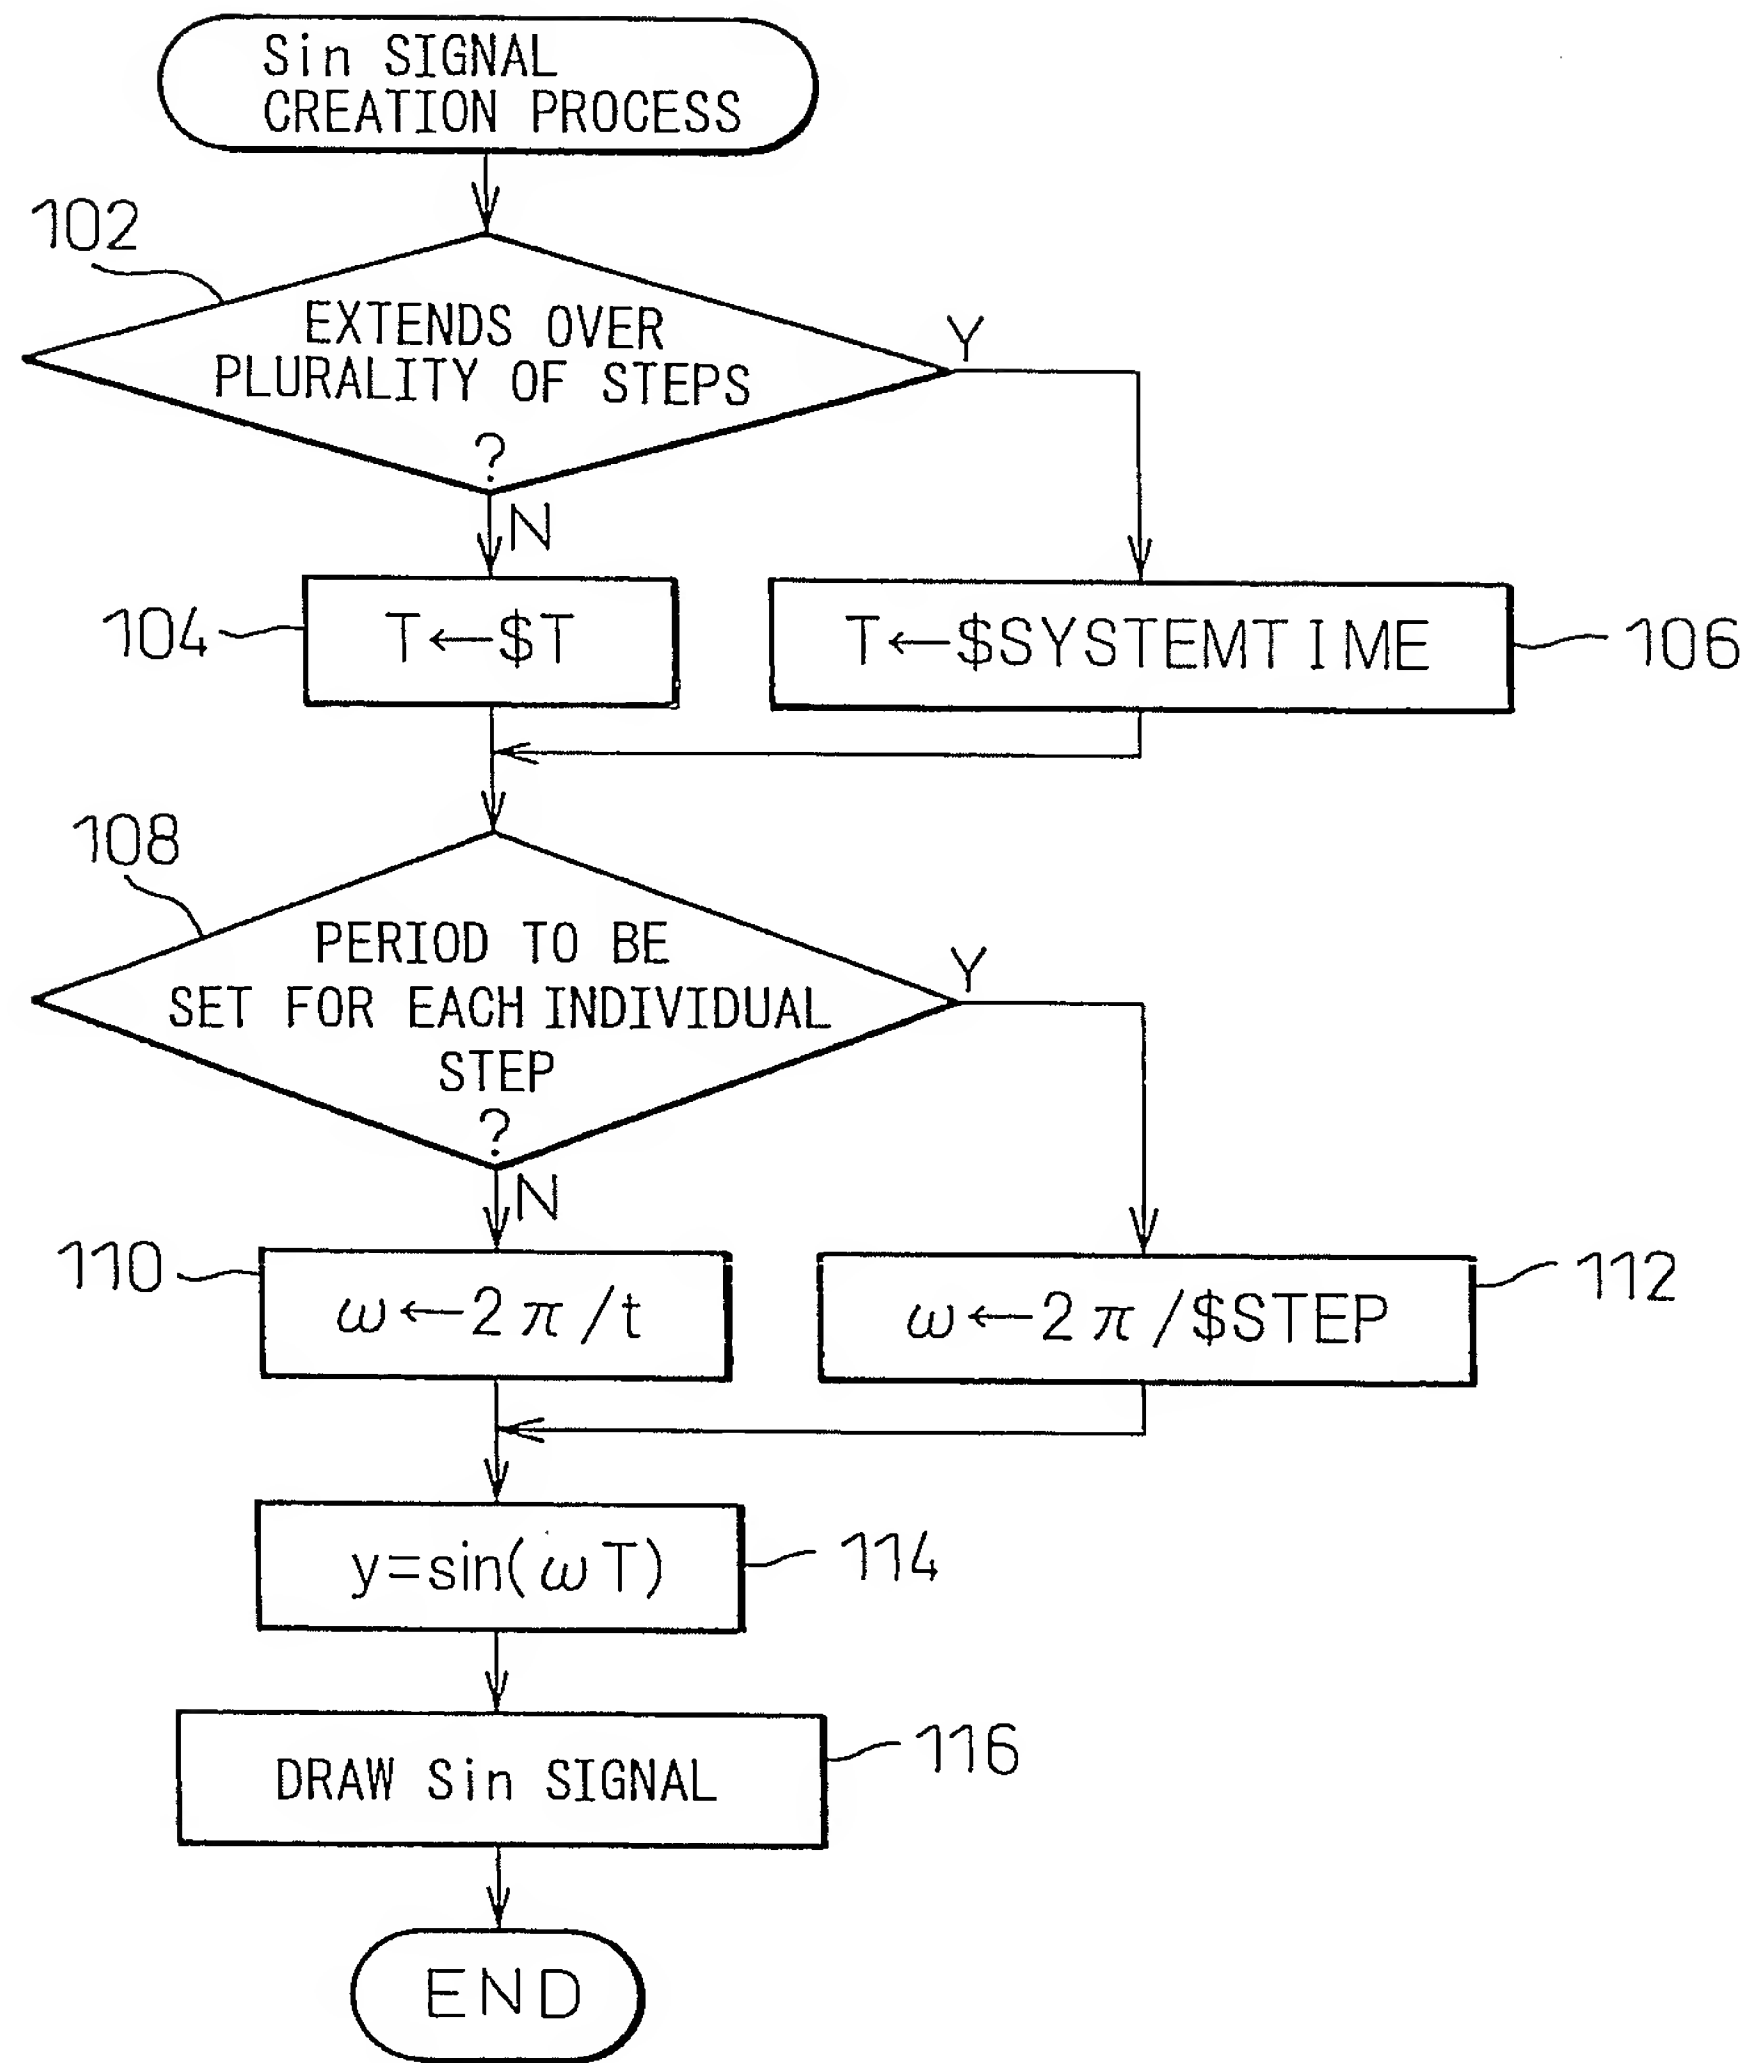 Sin SIGNAL
CREATION PROCESS
102
EXTENDS OVER
PLURALITY OF STEPS
?
Y
N
104
T←$T
T←$SYSTEMTIME
106
108
PERIOD TO BE
SET FOR EACH INDIVIDUAL
STEP
?
Y
N
110
ω←2π/t
ω←2π/$STEP
112
y=sin(ωT)
114
DRAW Sin SIGNAL
116
END